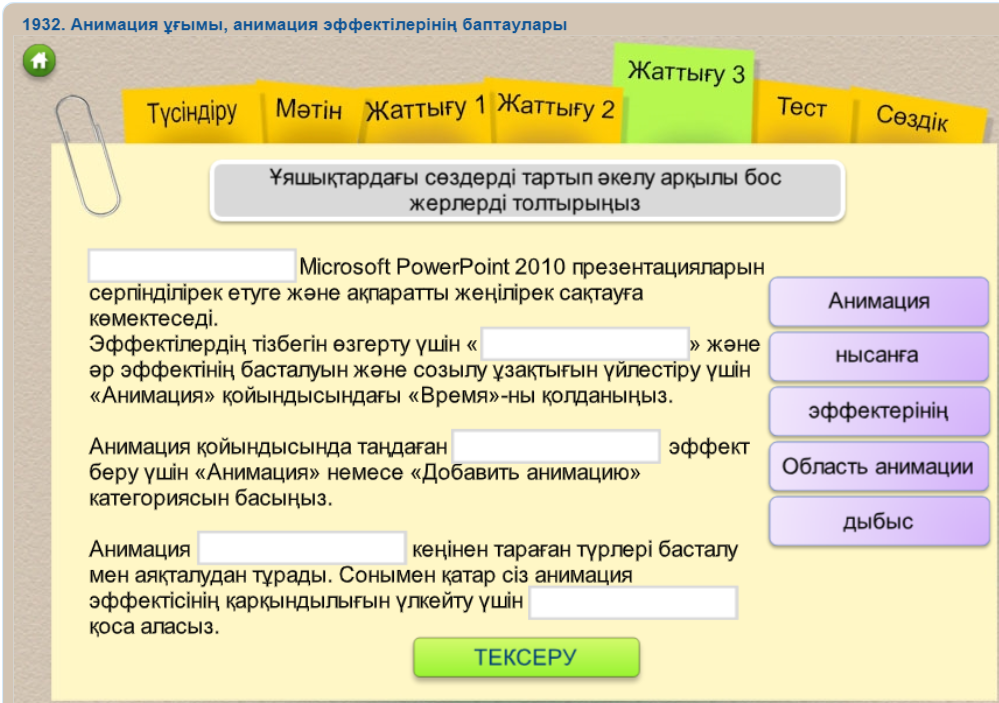 1932. Анимация ұғымы, анимация эффектілерінің баптаулары
Түсіндіру
Мәтін
Жаттығу 1
Жаттығу 2
Жаттығу 3
Тест
Сөздік
Ұяшықтардағы сөздерді тартып әкелу арқылы бос
жерлерді толтырыңыз
Microsoft PowerPoint 2010 презентацияларын
серпінділірек етуге және ақпаратты жеңілірек сақтауға
көмектеседі.
Эффектілердің тізбегін өзгерту үшін « » және
әр эффектінің басталуын және созылу ұзақтығын үйлестіру үшін
«Анимация» қойындысындағы «Время»-ны қолданыңыз.
Анимация қойындысында таңдаған эффект
беру үшін «Анимация» немесе «Добавить анимацию»
категориясын басыңыз.
Анимация кеңінен тараған түрлері басталу
мен аяқталудан тұрады. Сонымен қатар сіз анимация
эффектісінің қарқындылығын үлкейту үшін
қоса аласыз.
Анимация
нысанға
эффектерінің
Область анимации
дыбыс
ТЕКСЕРУ